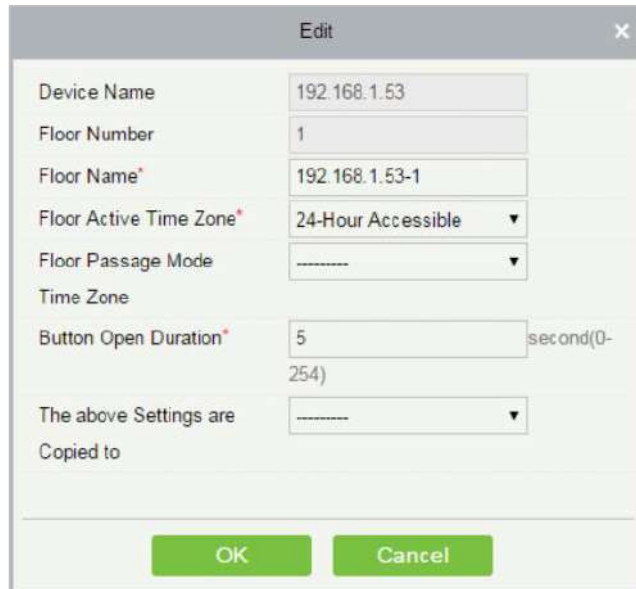 Edit ×
Device Name 192.168.1.53
Floor Number 1
Floor Name* 192.168.1.53-1
Floor Active Time Zone* 24-Hour Accessible
Floor Passage Mode ---------
Time Zone
Button Open Duration* 5 second(0-
254)
The above Settings are ---------
Copied to
OK Cancel